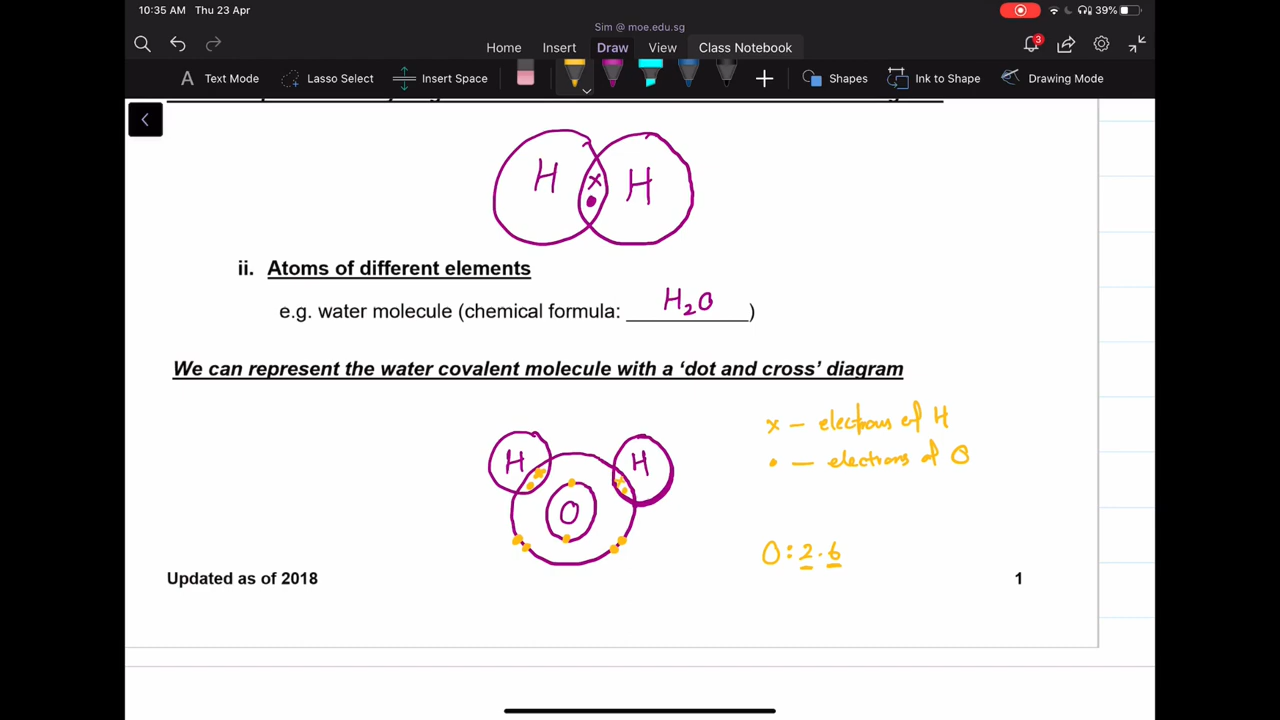 10:35 AM Thu 23 Apr 39%
Sim @ moe.edu.sg
Home Insert Draw View Class Notebook 3
Text Mode Lasso Select Insert Space Shapes Ink to Shape Drawing Mode
H x H
ii. Atoms of different elements
e.g. water molecule (chemical formula: H₂O)
We can represent the water covalent molecule with a ‘dot and cross’ diagram
x – electrons of H
• – electrons of O
H H
x x
O
O : 2.6
Updated as of 2018 1